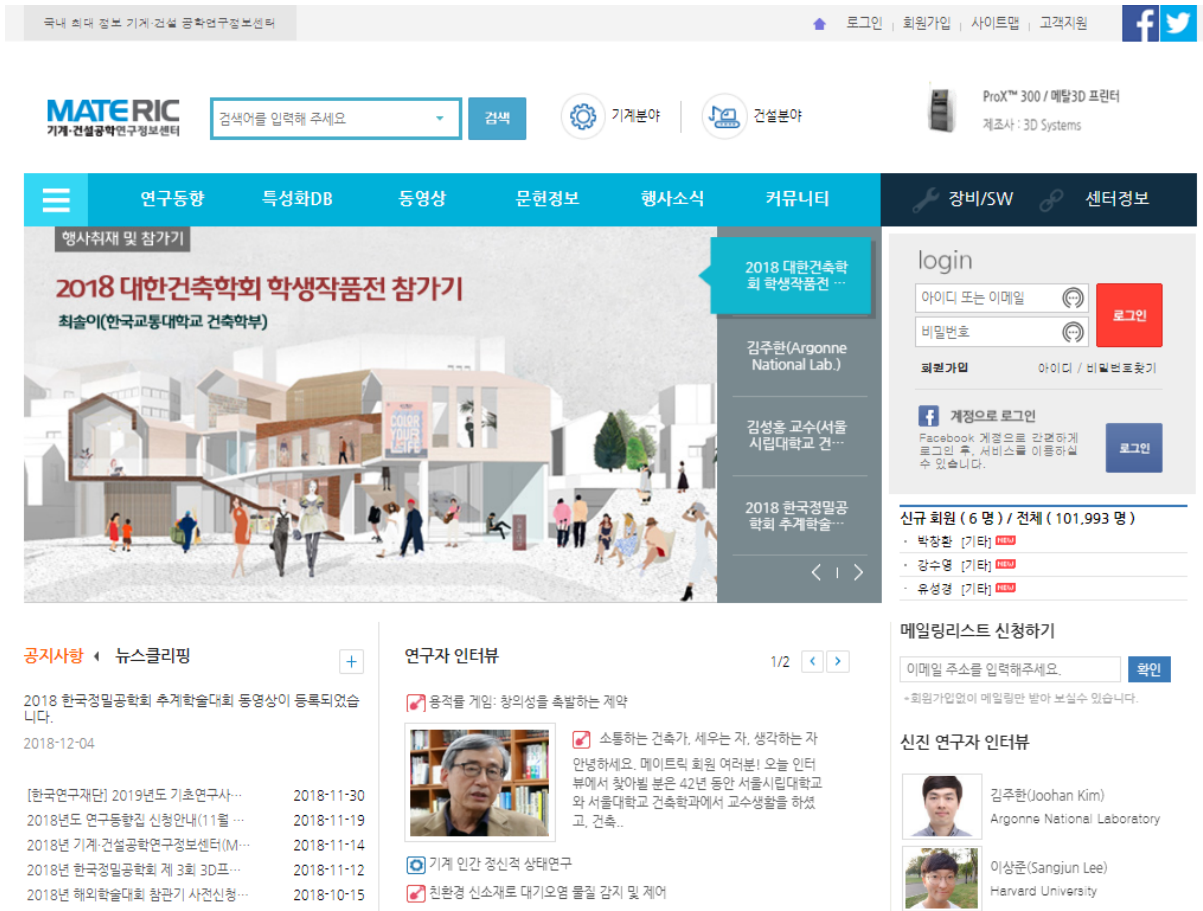 국내 최대 정보 기계·건설 공학연구정보센터
로그인 | 회원가입 | 사이트맵 | 고객지원
MATERIC
기계·건설공학연구정보센터
검색어를 입력해 주세요
검색
기계분야
건설분야
ProX™ 300 / 메탈3D 프린터
제조사 : 3D Systems
연구동향 특성화DB 동영상 문헌정보 행사소식 커뮤니티 장비/SW 센터정보
행사취재 및 참가기
2018 대한건축학회 학생작품전 참가기
최솔이(한국교통대학교 건축학부)
COLOR
YOUR
LIFE
2018 대한건축학
회 학생작품전 …
김주한(Argonne
National Lab.)
김성홍 교수(서울
시립대학교 건…
2018 한국정밀공
학회 추계학술…
login
아이디 또는 이메일
비밀번호
로그인
회원가입 아이디 / 비밀번호찾기
계정으로 로그인
Facebook 계정으로 간편하게
로그인 후, 서비스를 이용하실
수 있습니다.
로그인
신규 회원 ( 6 명 ) / 전체 ( 101,993 명 )
· 박창환 [기타] NEW
· 강수영 [기타] NEW
· 유성경 [기타] NEW
공지사항 뉴스클리핑 +
2018 한국정밀공학회 추계학술대회 동영상이 등록되었습
니다.
2018-12-04
[한국연구재단] 2019년도 기초연구사… 2018-11-30
2018년도 연구동향집 신청안내(11월 … 2018-11-19
2018년 기계·건설공학연구정보센터(M… 2018-11-14
2018년 한국정밀공학회 제 3회 3D프… 2018-11-12
2018년 해외학술대회 참관기 사전신청… 2018-10-15
연구자 인터뷰 1/2
용적률 게임: 창의성을 촉발하는 제약
소통하는 건축가, 세우는 자, 생각하는 자
안녕하세요. 메이트릭 회원 여러분! 오늘 인터
뷰에서 찾아뵐 분은 42년 동안 서울시립대학교
와 서울대학교 건축학과에서 교수생활을 하셨
고, 건축..
기계 인간 정신적 상태연구
친환경 신소재로 대기오염 물질 감지 및 제어
메일링리스트 신청하기
이메일 주소를 입력해주세요.
확인
+회원가입없이 메일링만 받아 보실수 있습니다.
신진 연구자 인터뷰
김주한(Joohan Kim)
Argonne National Laboratory
이상준(Sangjun Lee)
Harvard University